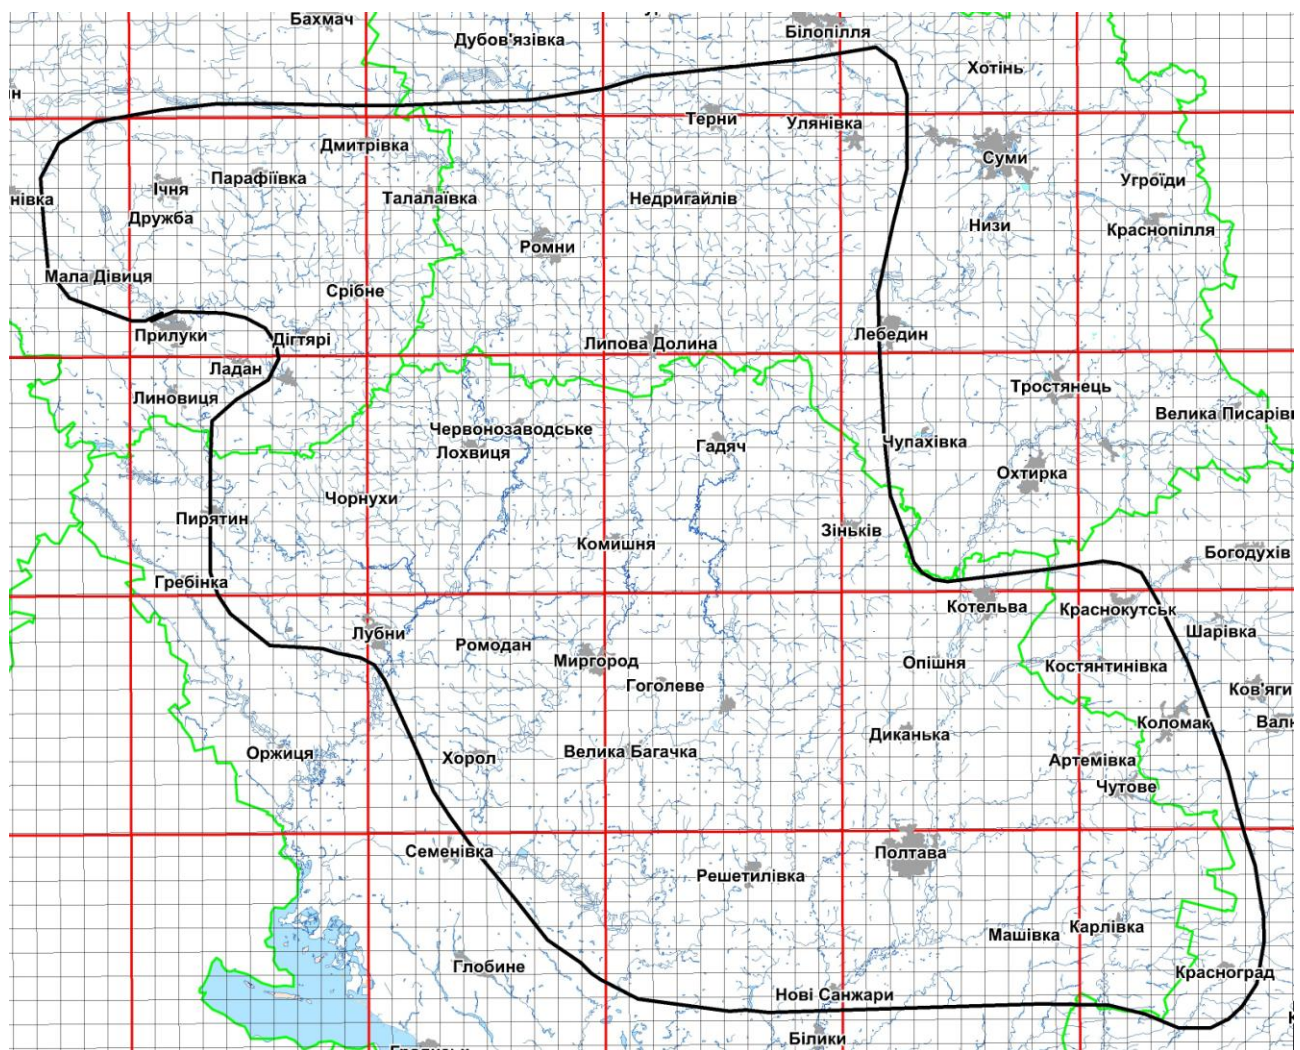 Бахмач
Білопілля
Дубов'язівка
Хотінь
Терни
Улянівка
Дмитрівка
Суми
Ічня
Парафіївка
Угроїди
Талалаївка
Недригайлів
Дружба
Низи
Краснопілля
Ромни
Мала Дівиця
Срібне
Прилуки
Дігтярі
Липова Долина
Лебедин
Ладан
Тростянець
Линовиця
Велика Писарів
Червонозаводське
Лохвиця
Гадяч
Чупахівка
Охтирка
Чорнухи
Пирятин
Зіньків
Комишня
Богодухів
Гребінка
Котельва
Краснокутськ
Лубни
Шарівка
Ромодан
Миргород
Опішня
Костянтинівка
Гоголеве
Ков'яги
Коломак
Валк
Диканька
Оржиця
Хорол
Велика Багачка
Артемівка
Чутове
Семенівка
Полтава
Решетилівка
Машівка
Карлівка
Глобине
Красноград
Нові Санжари
Білики